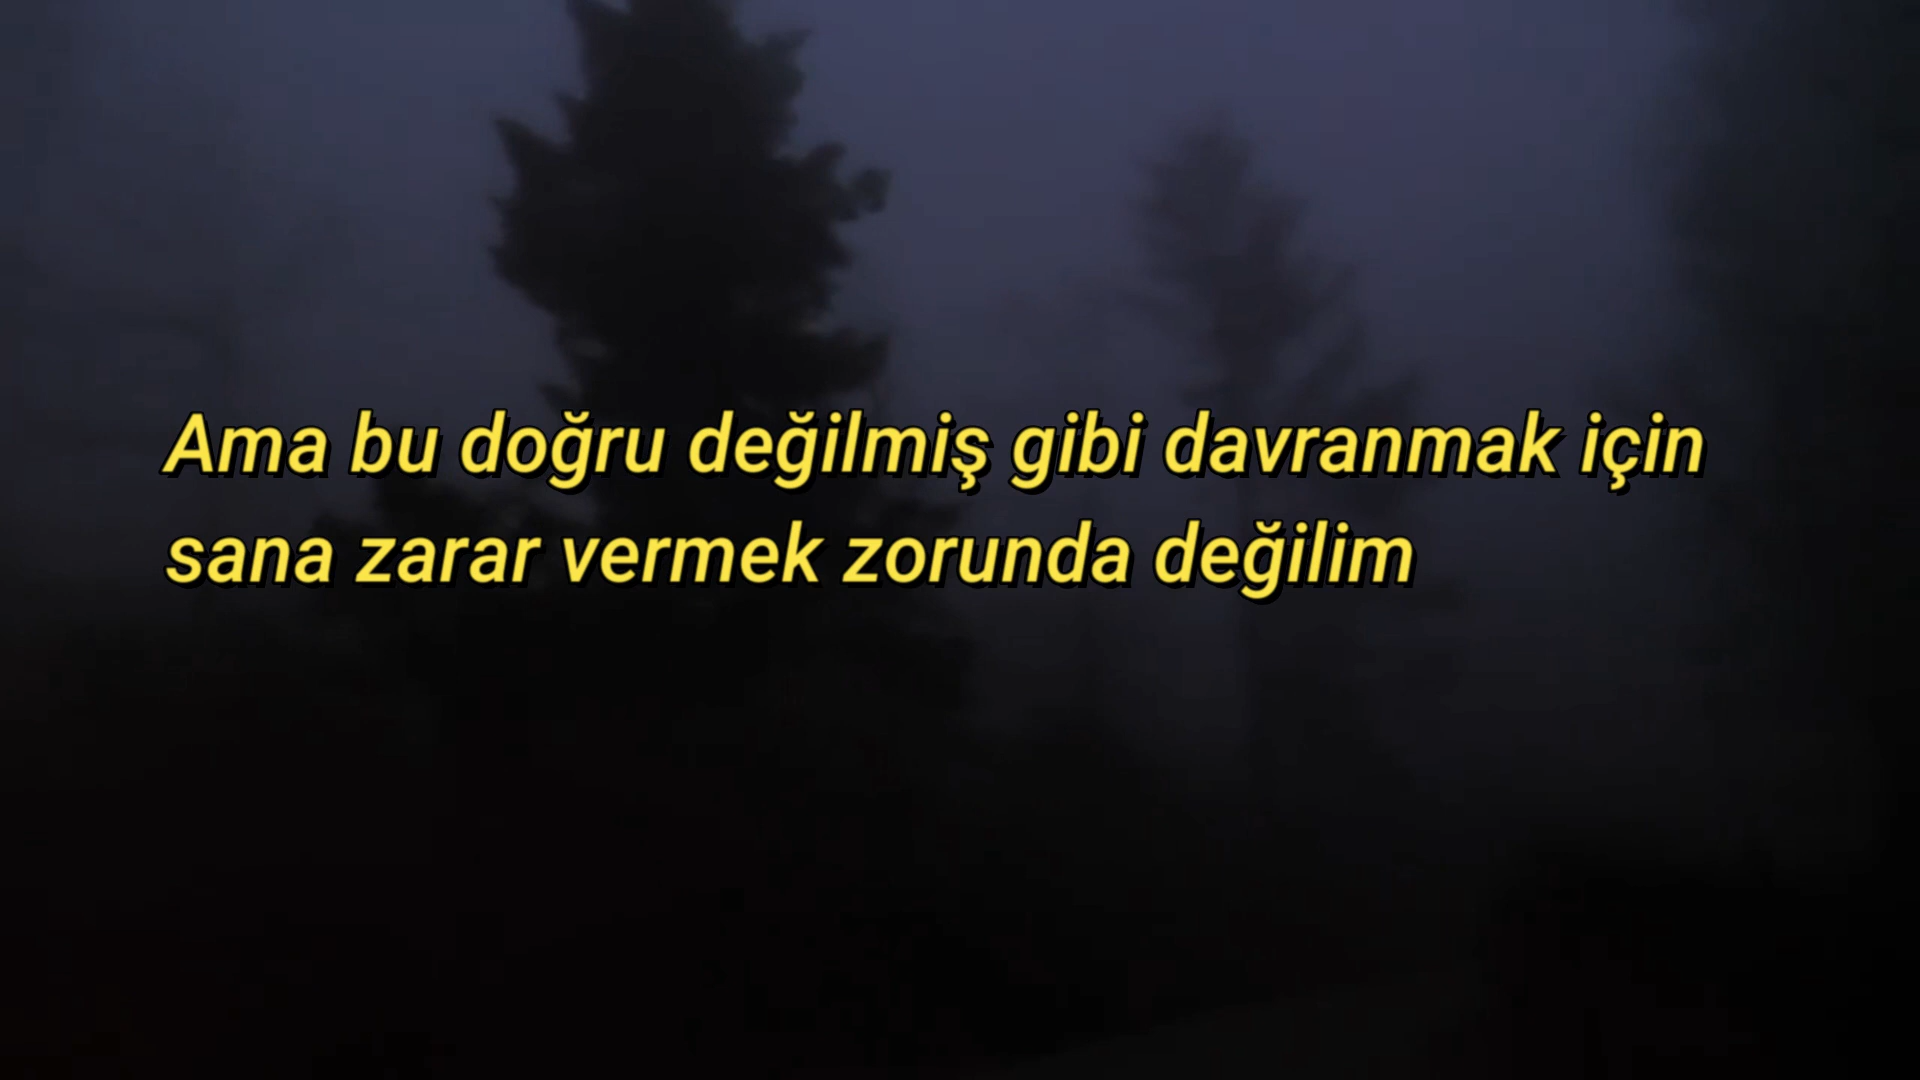 Ama bu doğru değilmiş gibi davranmak için
sana zarar vermek zorunda değilim